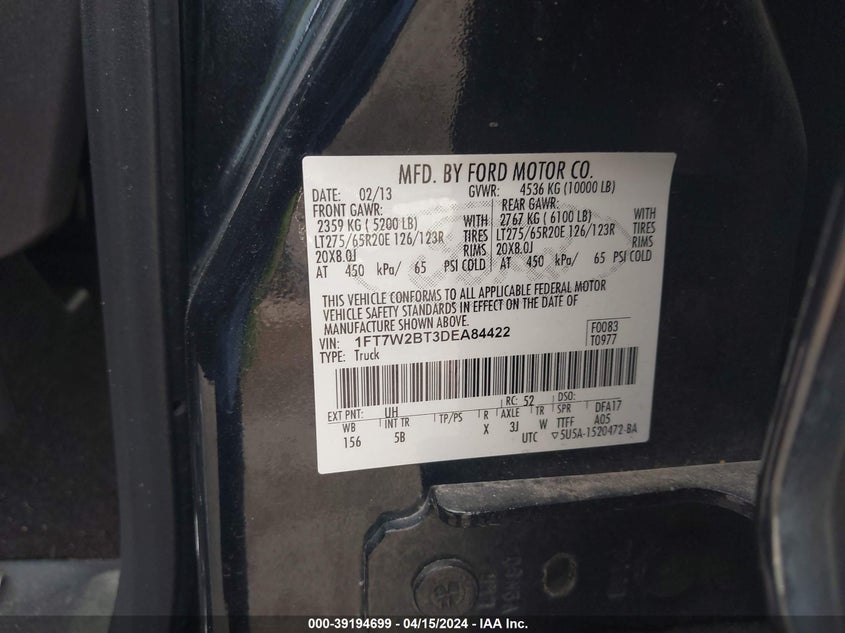 MFD. BY FORD MOTOR CO.
DATE: 02/13 GVWR: 4536 KG (10000 LB)
FRONT GAWR: REAR GAWR:
2359 KG ( 5200 LB) WITH 2767 KG ( 6100 LB) WITH
LT275/65R20E 126/123R TIRES LT275/65R20E 126/123R TIRES
20X8.0J RIMS 20X8.0J RIMS
AT 450 kPa/ 65 PSI COLD AT 450 kPa/ 65 PSI COLD
THIS VEHICLE CONFORMS TO ALL APPLICABLE FEDERAL MOTOR
VEHICLE SAFETY STANDARDS IN EFFECT ON THE DATE OF
MANUFACTURE SHOWN ABOVE.
VIN: 1FT7W2BT3DEA84422 F0083
TYPE: Truck T0977
EXT PNT: UH RC: 52 DSO:
WB INT TR TP/PS R AXLE TR SPR DFA17
156 5B X 3J W TTFF A05
UTC ▽5U5A-1520472-BA
000-39194699 - 04/15/2024 - IAA Inc.